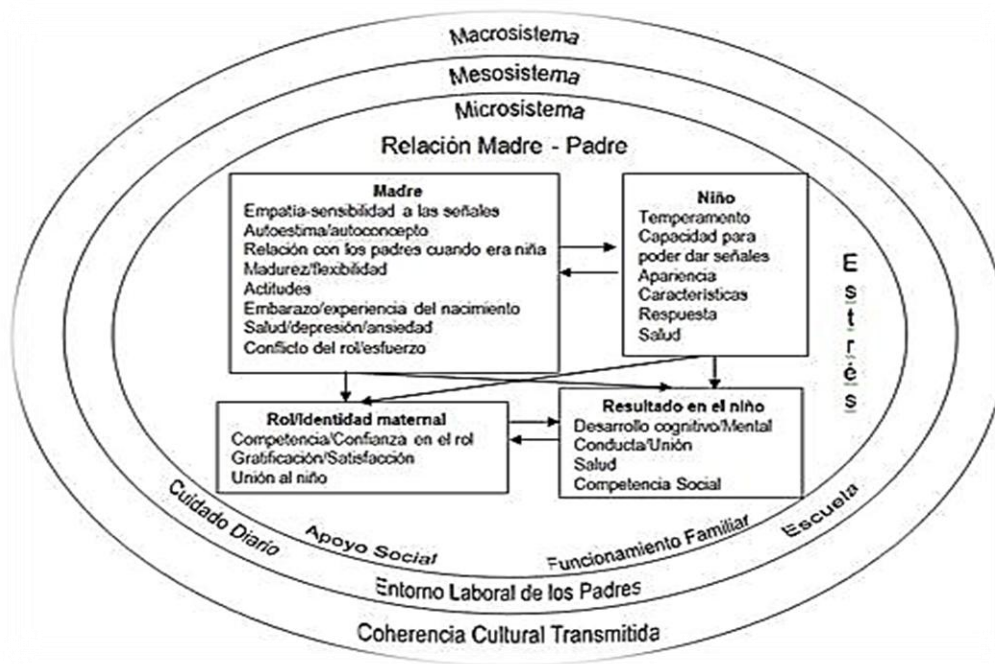 Macrosistema
Mesosistema
Microsistema
Relación Madre - Padre
Madre
Empatía-sensibilidad a las señales
Autoestima/autoconcepto
Relación con los padres cuando era niña
Madurez/flexibilidad
Actitudes
Embarazo/experiencia del nacimiento
Salud/depresión/ansiedad
Conflicto del rol/esfuerzo
Niño
Temperamento
Capacidad para
poder dar señales
Apariencia
Características
Respuesta
Salud
Estrés
Rol/Identidad maternal
Competencia/Confianza en el rol
Gratificación/Satisfacción
Unión al niño
Resultado en el niño
Desarrollo cognitivo/Mental
Conducta/Unión
Salud
Competencia Social
Cuidado Diario
Apoyo Social
Funcionamiento Familiar
Escuela
Entorno Laboral de los Padres
Coherencia Cultural Transmitida